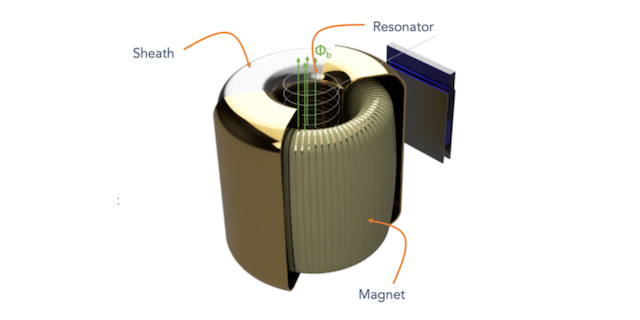 Resonator
Sheath
Φb
:
Magnet